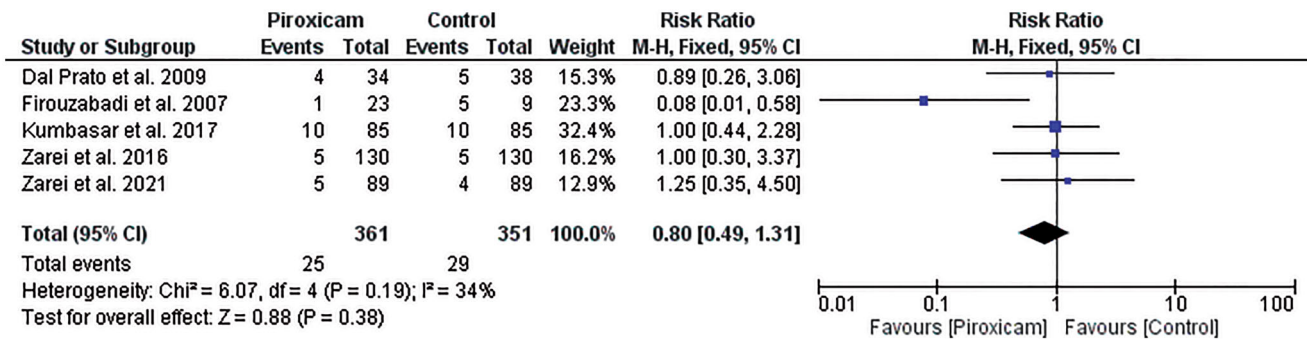 Piroxicam Control Risk Ratio Risk Ratio
Study or Subgroup Events Total Events Total Weight M-H, Fixed, 95% CI M-H, Fixed, 95% CI
Dal Prato et al. 2009 4 34 5 38 15.3% 0.89 [0.26, 3.06]
Firouzabadi et al. 2007 1 23 5 9 23.3% 0.08 [0.01, 0.58]
Kumbasar et al. 2017 10 85 10 85 32.4% 1.00 [0.44, 2.28]
Zarei et al. 2016 5 130 5 130 16.2% 1.00 [0.30, 3.37]
Zarei et al. 2021 5 89 4 89 12.9% 1.25 [0.35, 4.50]
Total (95% CI) 361 351 100.0% 0.80 [0.49, 1.31]
Total events 25 29
Heterogeneity: Chi² = 6.07, df = 4 (P = 0.19); I² = 34%
Test for overall effect: Z = 0.88 (P = 0.38)
0.01 0.1 1 10 100
Favours [Piroxicam] Favours [Control]